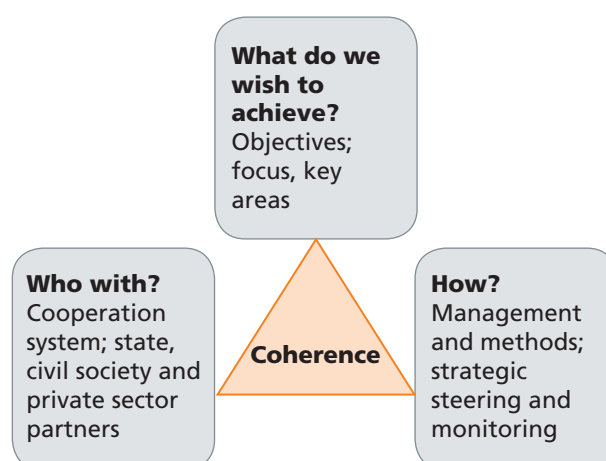 What do we
wish to
achieve?
Objectives;
focus, key
areas
Who with?
Cooperation
system; state,
civil society and
private sector
partners
Coherence
How?
Management
and methods;
strategic
steering and
monitoring